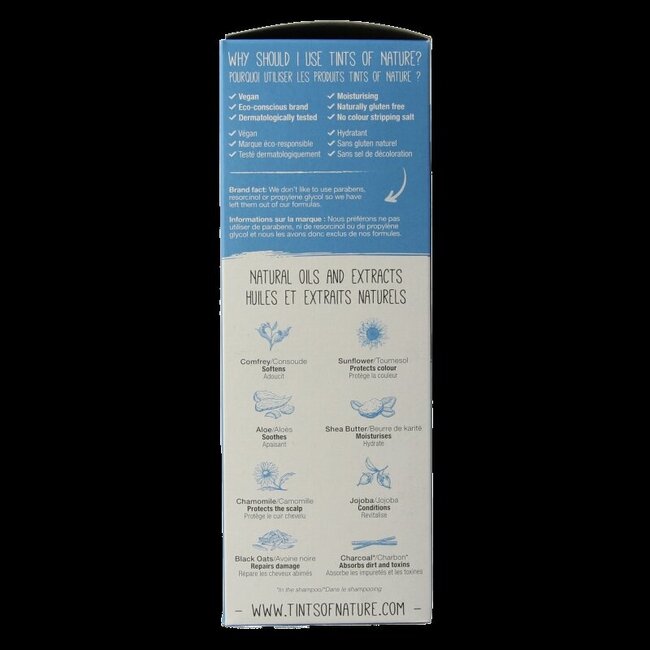 WHY SHOULD I USE TINTS OF NATURE?
POURQUOI UTILISER LES PRODUITS TINTS OF NATURE ?
✓ Vegan
✓ Eco-conscious brand
✓ Dermatologically tested
✓ Moisturising
✓ Naturally gluten free
✓ No colour stripping salt
✓ Végan
✓ Marque éco-responsible
✓ Testé dermatologiquement
✓ Hydratant
✓ Sans gluten naturel
✓ Sans sel de décoloration
Brand fact: We don't like to use parabens,
resorcinol or propylene glycol so we have
left them out of our formulas.
Informations sur la marque : Nous préférons ne pas
utiliser de parabens, ni de resorcinol ou de propylène
glycol et nous les avons donc exclus de nos formules.
NATURAL OILS AND EXTRACTS
HUILES ET EXTRAITS NATURELS
Comfrey/Consoude
Softens
Adoucit
Sunflower/Tournesol
Protects colour
Protège la couleur
Aloe/Aloès
Soothes
Apaisant
Shea Butter/Beurre de karité
Moisturises
Hydrate
Chamomile/Camomille
Protects the scalp
Protège le cuir chevelu
Jojoba/Jojoba
Conditions
Revitalise
Black Oats/Avoine noire
Repairs damage
Répare les cheveux abîmés
Charcoal*/Charbon*
Absorbs dirt and toxins
Absorbe les impuretés et les toxines
*In the shampoo/*Dans le shampooing
- WWW.TINTSOFNATURE.COM -